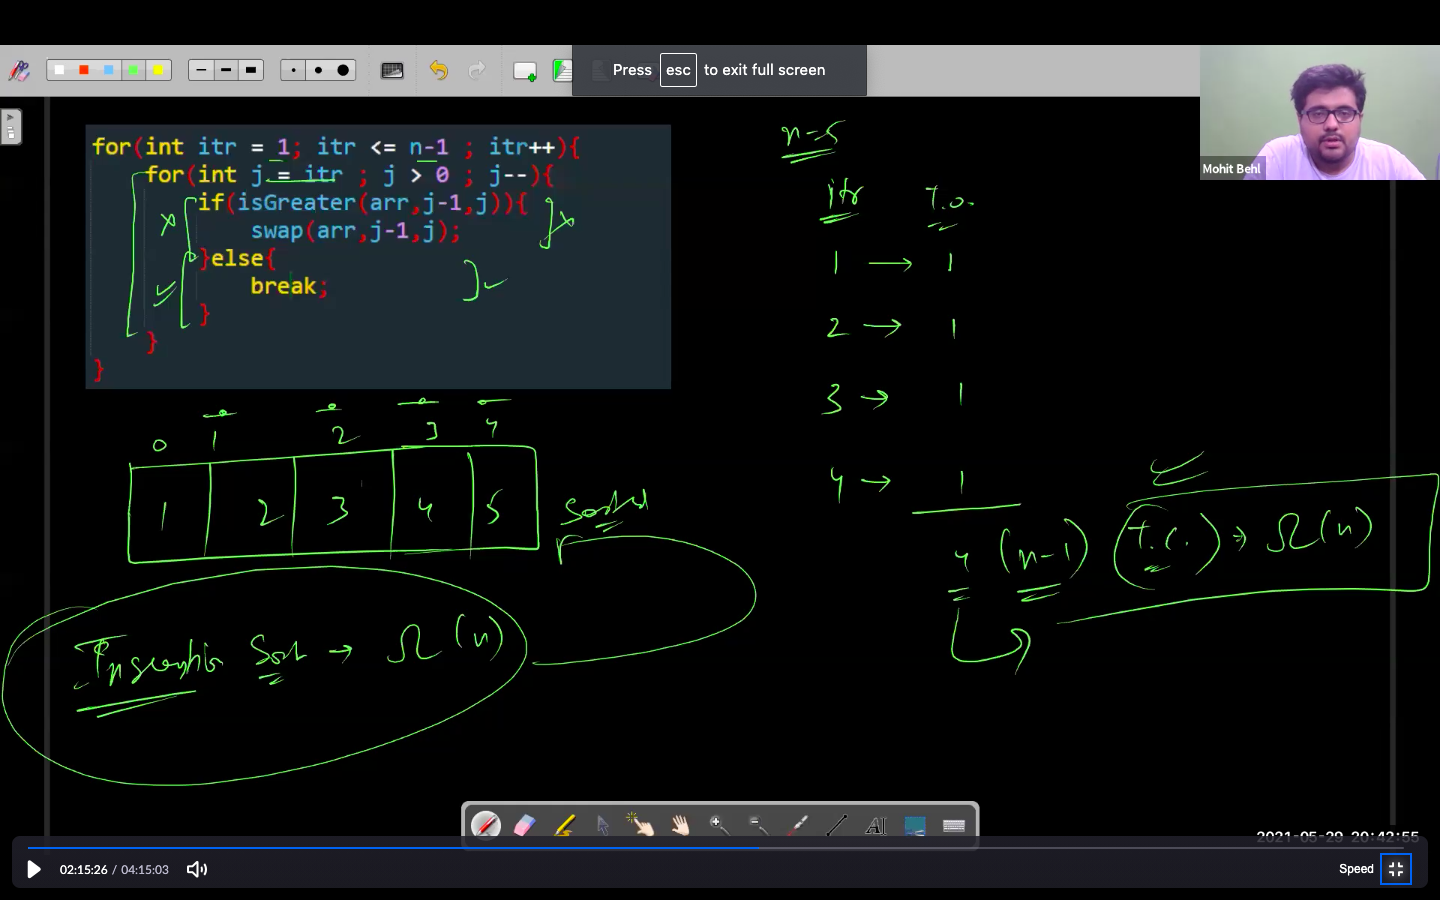 Press esc to exit full screen
Mohit Behl
for(int itr = 1; itr <= n-1 ; itr++){
for(int j = itr ; j > 0 ; j--){
if(isGreater(arr,j-1,j)){
swap(arr,j-1,j);
}else{
break;
}
}
}
n-5
itr T.O.
1 → 1
2 → 1
3 → 1
4 → 1
4 (n-1)
T.C. → Ω(n)
0 1 2 3 4
1 2 3 4 5
Sorted
Insertion Sort → Ω(n)
AI
2021-05-29 20:42:55
02:15:26 / 04:15:03
Speed